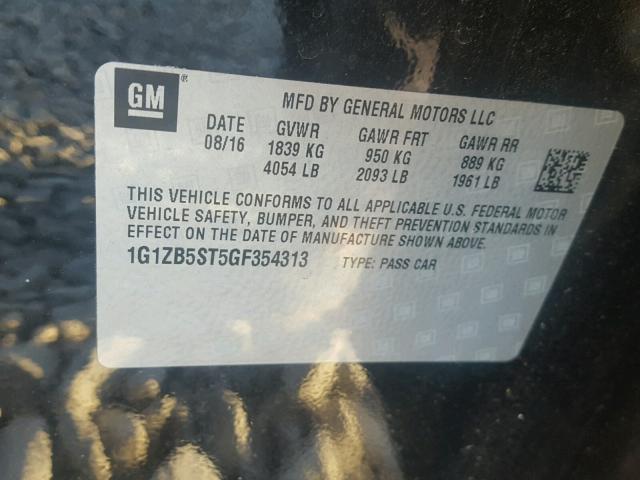 GM ®
MFD BY GENERAL MOTORS LLC
DATE GVWR GAWR FRT GAWR RR
08/16 1839 KG 950 KG 889 KG
4054 LB 2093 LB 1961 LB
THIS VEHICLE CONFORMS TO ALL APPLICABLE U.S. FEDERAL MOTOR
VEHICLE SAFETY, BUMPER, AND THEFT PREVENTION STANDARDS IN
EFFECT ON THE DATE OF MANUFACTURE SHOWN ABOVE.
1G1ZB5ST5GF354313 TYPE: PASS CAR